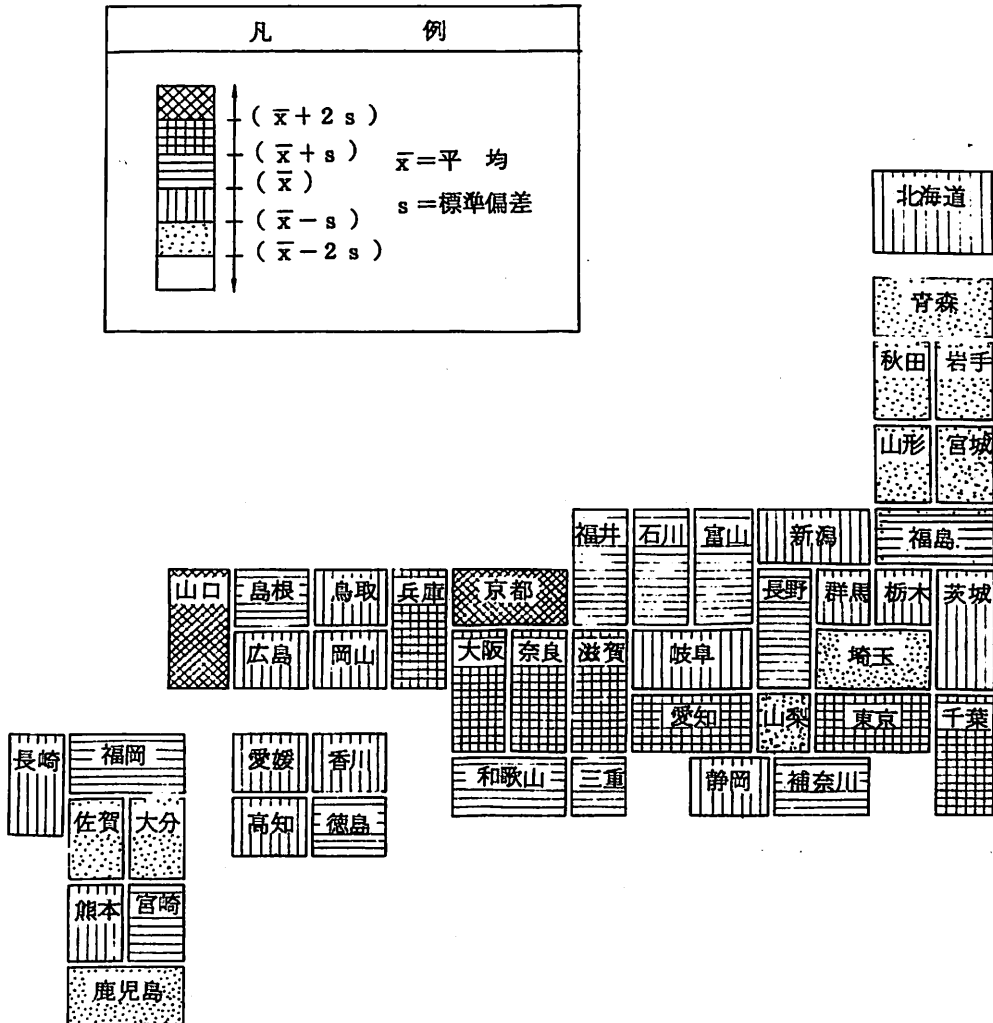 凡 例
( x̄ + 2 s )
( x̄ + s )
( x̄ )
( x̄ − s )
( x̄ − 2 s )
x̄ = 平 均
s = 標準偏差
北海道
青森
秋田 岩手
山形 宮城
福井 石川 富山 新潟 福島
山口 島根 鳥取 兵庫 京都 長野 群馬 栃木 茨城
広島 岡山 大阪 奈良 滋賀 岐阜 埼玉
愛知 山梨 東京 千葉
長崎 福岡 愛媛 香川 和歌山 三重 静岡 補奈川
佐賀 大分 高知 徳島
熊本 宮崎
鹿児島